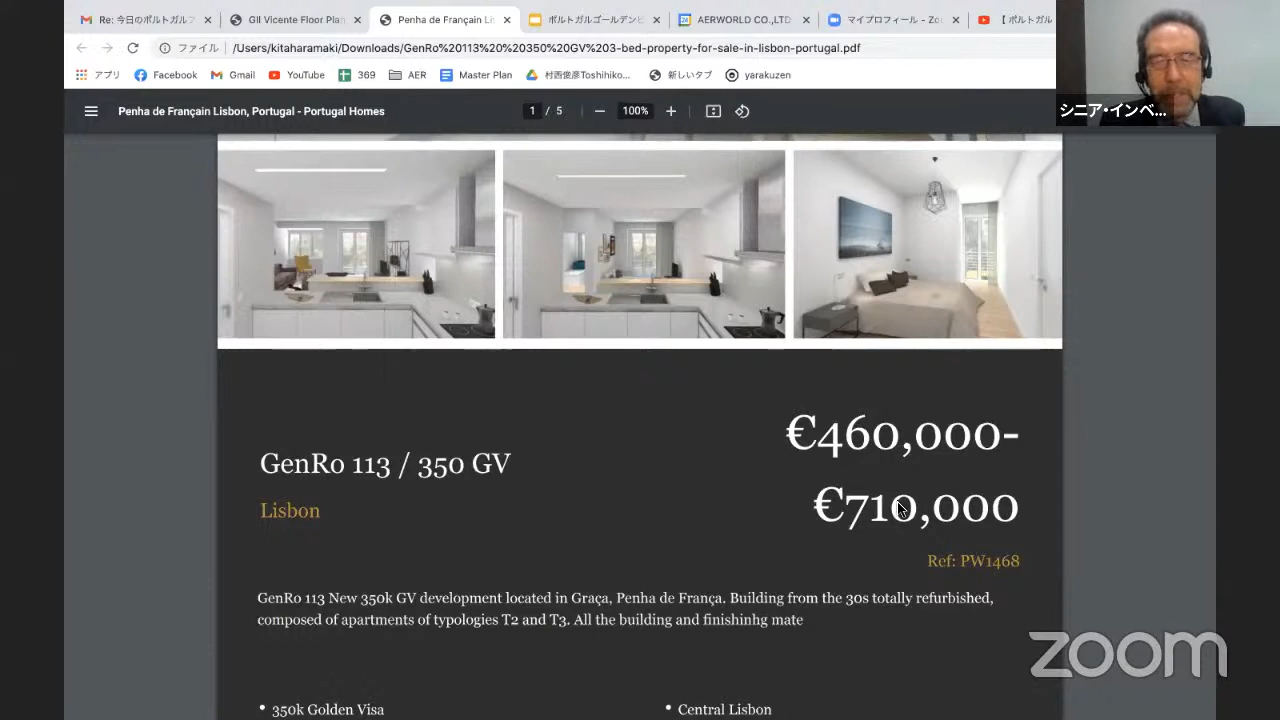 Re: 今日のポルトガルフ
GIl Vicente Floor Plan
Penha de Françain Li
ポルトガルゴールデンビ
24 AERWORLD CO.,LTD
マイプロフィール - Zo
【 ポルトガル
ファイル
/Users/kitaharamaki/Downloads/GenRo%20113%20%20350%20GV%203-bed-property-for-sale-in-lisbon-portugal.pdf
アプリ
Facebook
Gmail
YouTube
369
AER
Master Plan
村西俊彦Toshihiko...
新しいタブ
yarakuzen
シニア・インベ...
Penha de Françain Lisbon, Portugal - Portugal Homes
1 / 5
100%
€460,000-
€710,000
GenRo 113 / 350 GV
Lisbon
Ref: PW1468
GenRo 113 New 350k GV development located in Graça, Penha de França. Building from the 30s totally refurbished,
composed of apartments of typologies T2 and T3. All the building and finishinhg mate
zoom
• 350k Golden Visa
• Central Lisbon